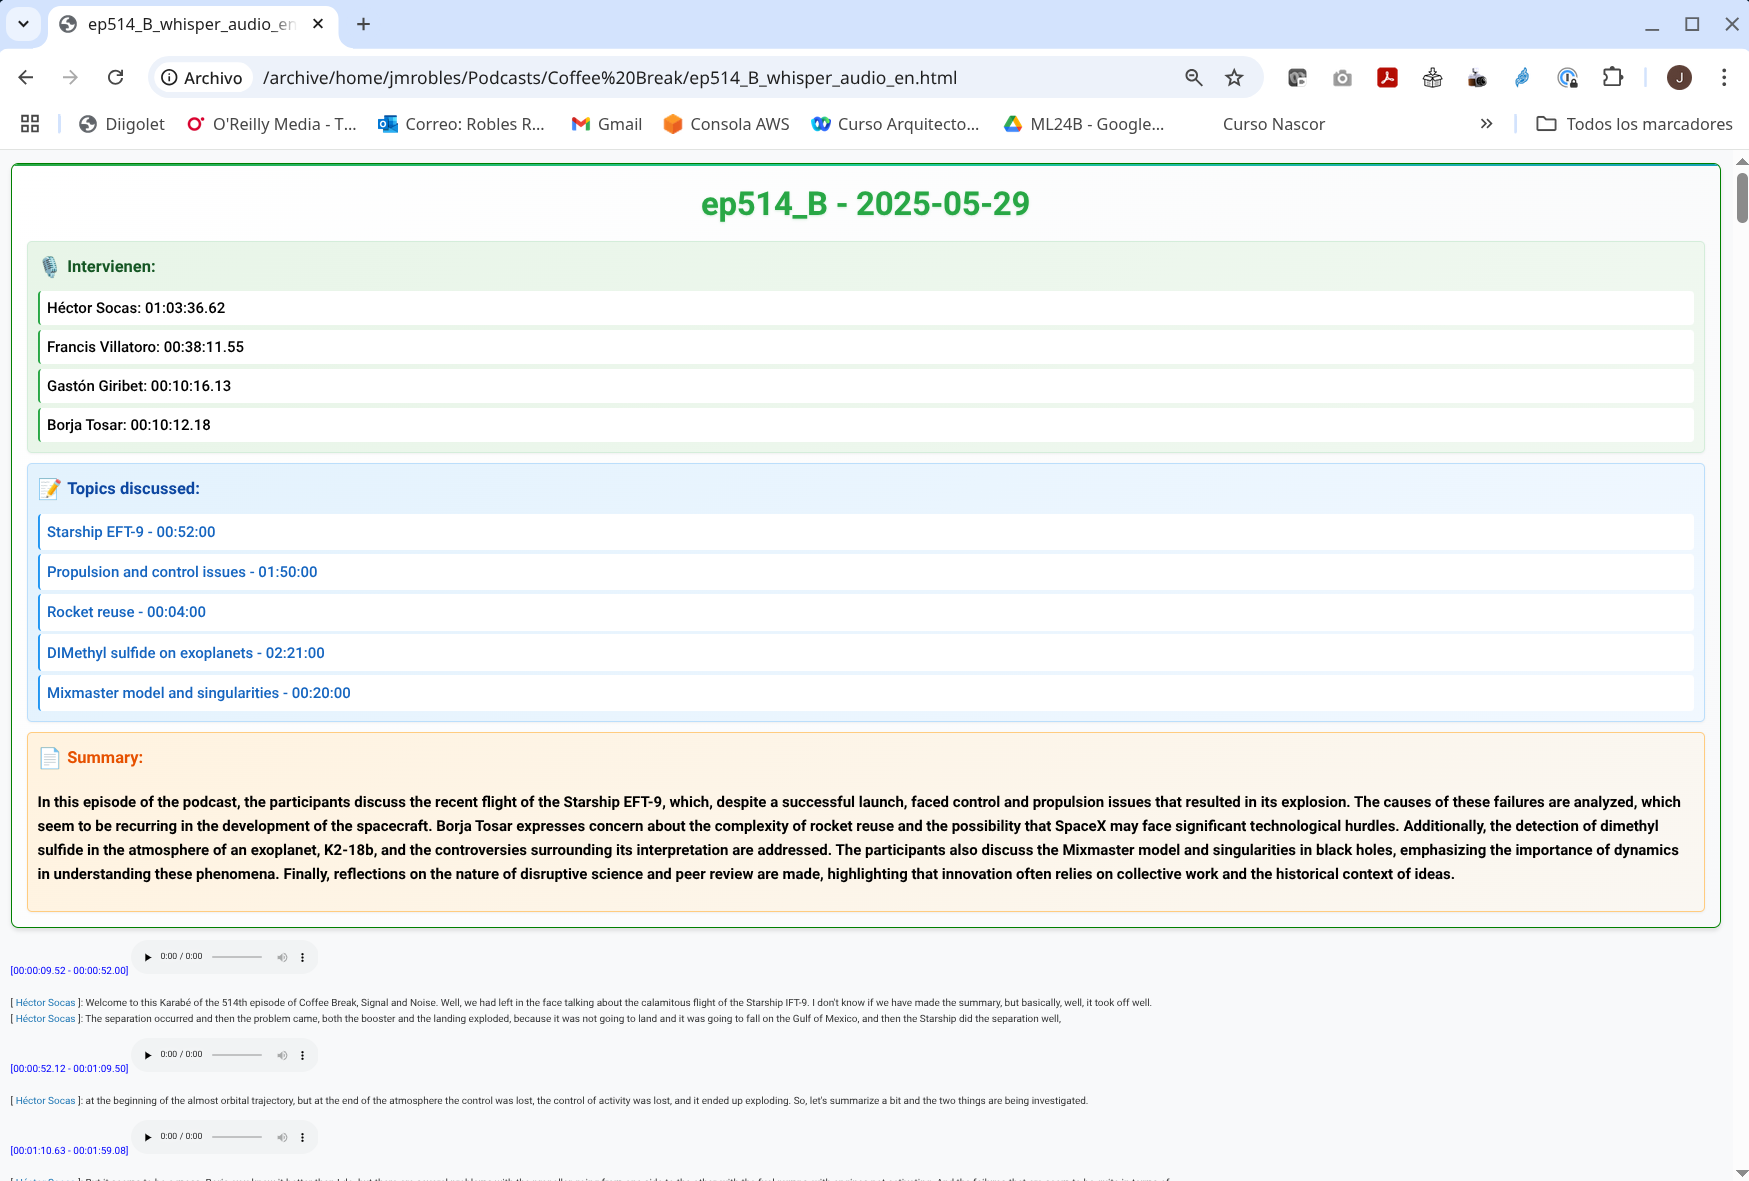 ep514_B_whisper_audio_en
Archivo
/archive/home/jmrobles/Podcasts/Coffee%20Break/ep514_B_whisper_audio_en.html
J
Diigolet
O'Reilly Media - T...
Correo: Robles R...
Gmail
Consola AWS
Curso Arquitecto...
ML24B - Google...
Curso Nascor
Todos los marcadores
ep514_B - 2025-05-29
Intervienen:
Héctor Socas: 01:03:36.62
Francis Villatoro: 00:38:11.55
Gastón Giribet: 00:10:16.13
Borja Tosar: 00:10:12.18
Topics discussed:
Starship EFT-9 - 00:52:00
Propulsion and control issues - 01:50:00
Rocket reuse - 00:04:00
DIMethyl sulfide on exoplanets - 02:21:00
Mixmaster model and singularities - 00:20:00
Summary:
In this episode of the podcast, the participants discuss the recent flight of the Starship EFT-9, which, despite a successful launch, faced control and propulsion issues that resulted in its explosion. The causes of these failures are analyzed, which
seem to be recurring in the development of the spacecraft. Borja Tosar expresses concern about the complexity of rocket reuse and the possibility that SpaceX may face significant technological hurdles. Additionally, the detection of dimethyl
sulfide in the atmosphere of an exoplanet, K2-18b, and the controversies surrounding its interpretation are addressed. The participants also discuss the Mixmaster model and singularities in black holes, emphasizing the importance of dynamics
in understanding these phenomena. Finally, reflections on the nature of disruptive science and peer review are made, highlighting that innovation often relies on collective work and the historical context of ideas.
0:00 / 0:00
[00:00:09.52 - 00:00:52.00]
[ Héctor Socas ]: Welcome to this Karabé of the 514th episode of Coffee Break, Signal and Noise. Well, we had left in the face talking about the calamitous flight of the Starship IFT-9. I don't know if we have made the summary, but basically, well, it took off well.
[ Héctor Socas ]: The separation occurred and then the problem came, both the booster and the landing exploded, because it was not going to land and it was going to fall on the Gulf of Mexico, and then the Starship did the separation well,
0:00 / 0:00
[00:00:52.12 - 00:01:09.50]
[ Héctor Socas ]: at the beginning of the almost orbital trajectory, but at the end of the atmosphere the control was lost, the control of activity was lost, and it ended up exploding. So, let's summarize a bit and the two things are being investigated.
0:00 / 0:00
[00:01:10.63 - 00:01:59.08]